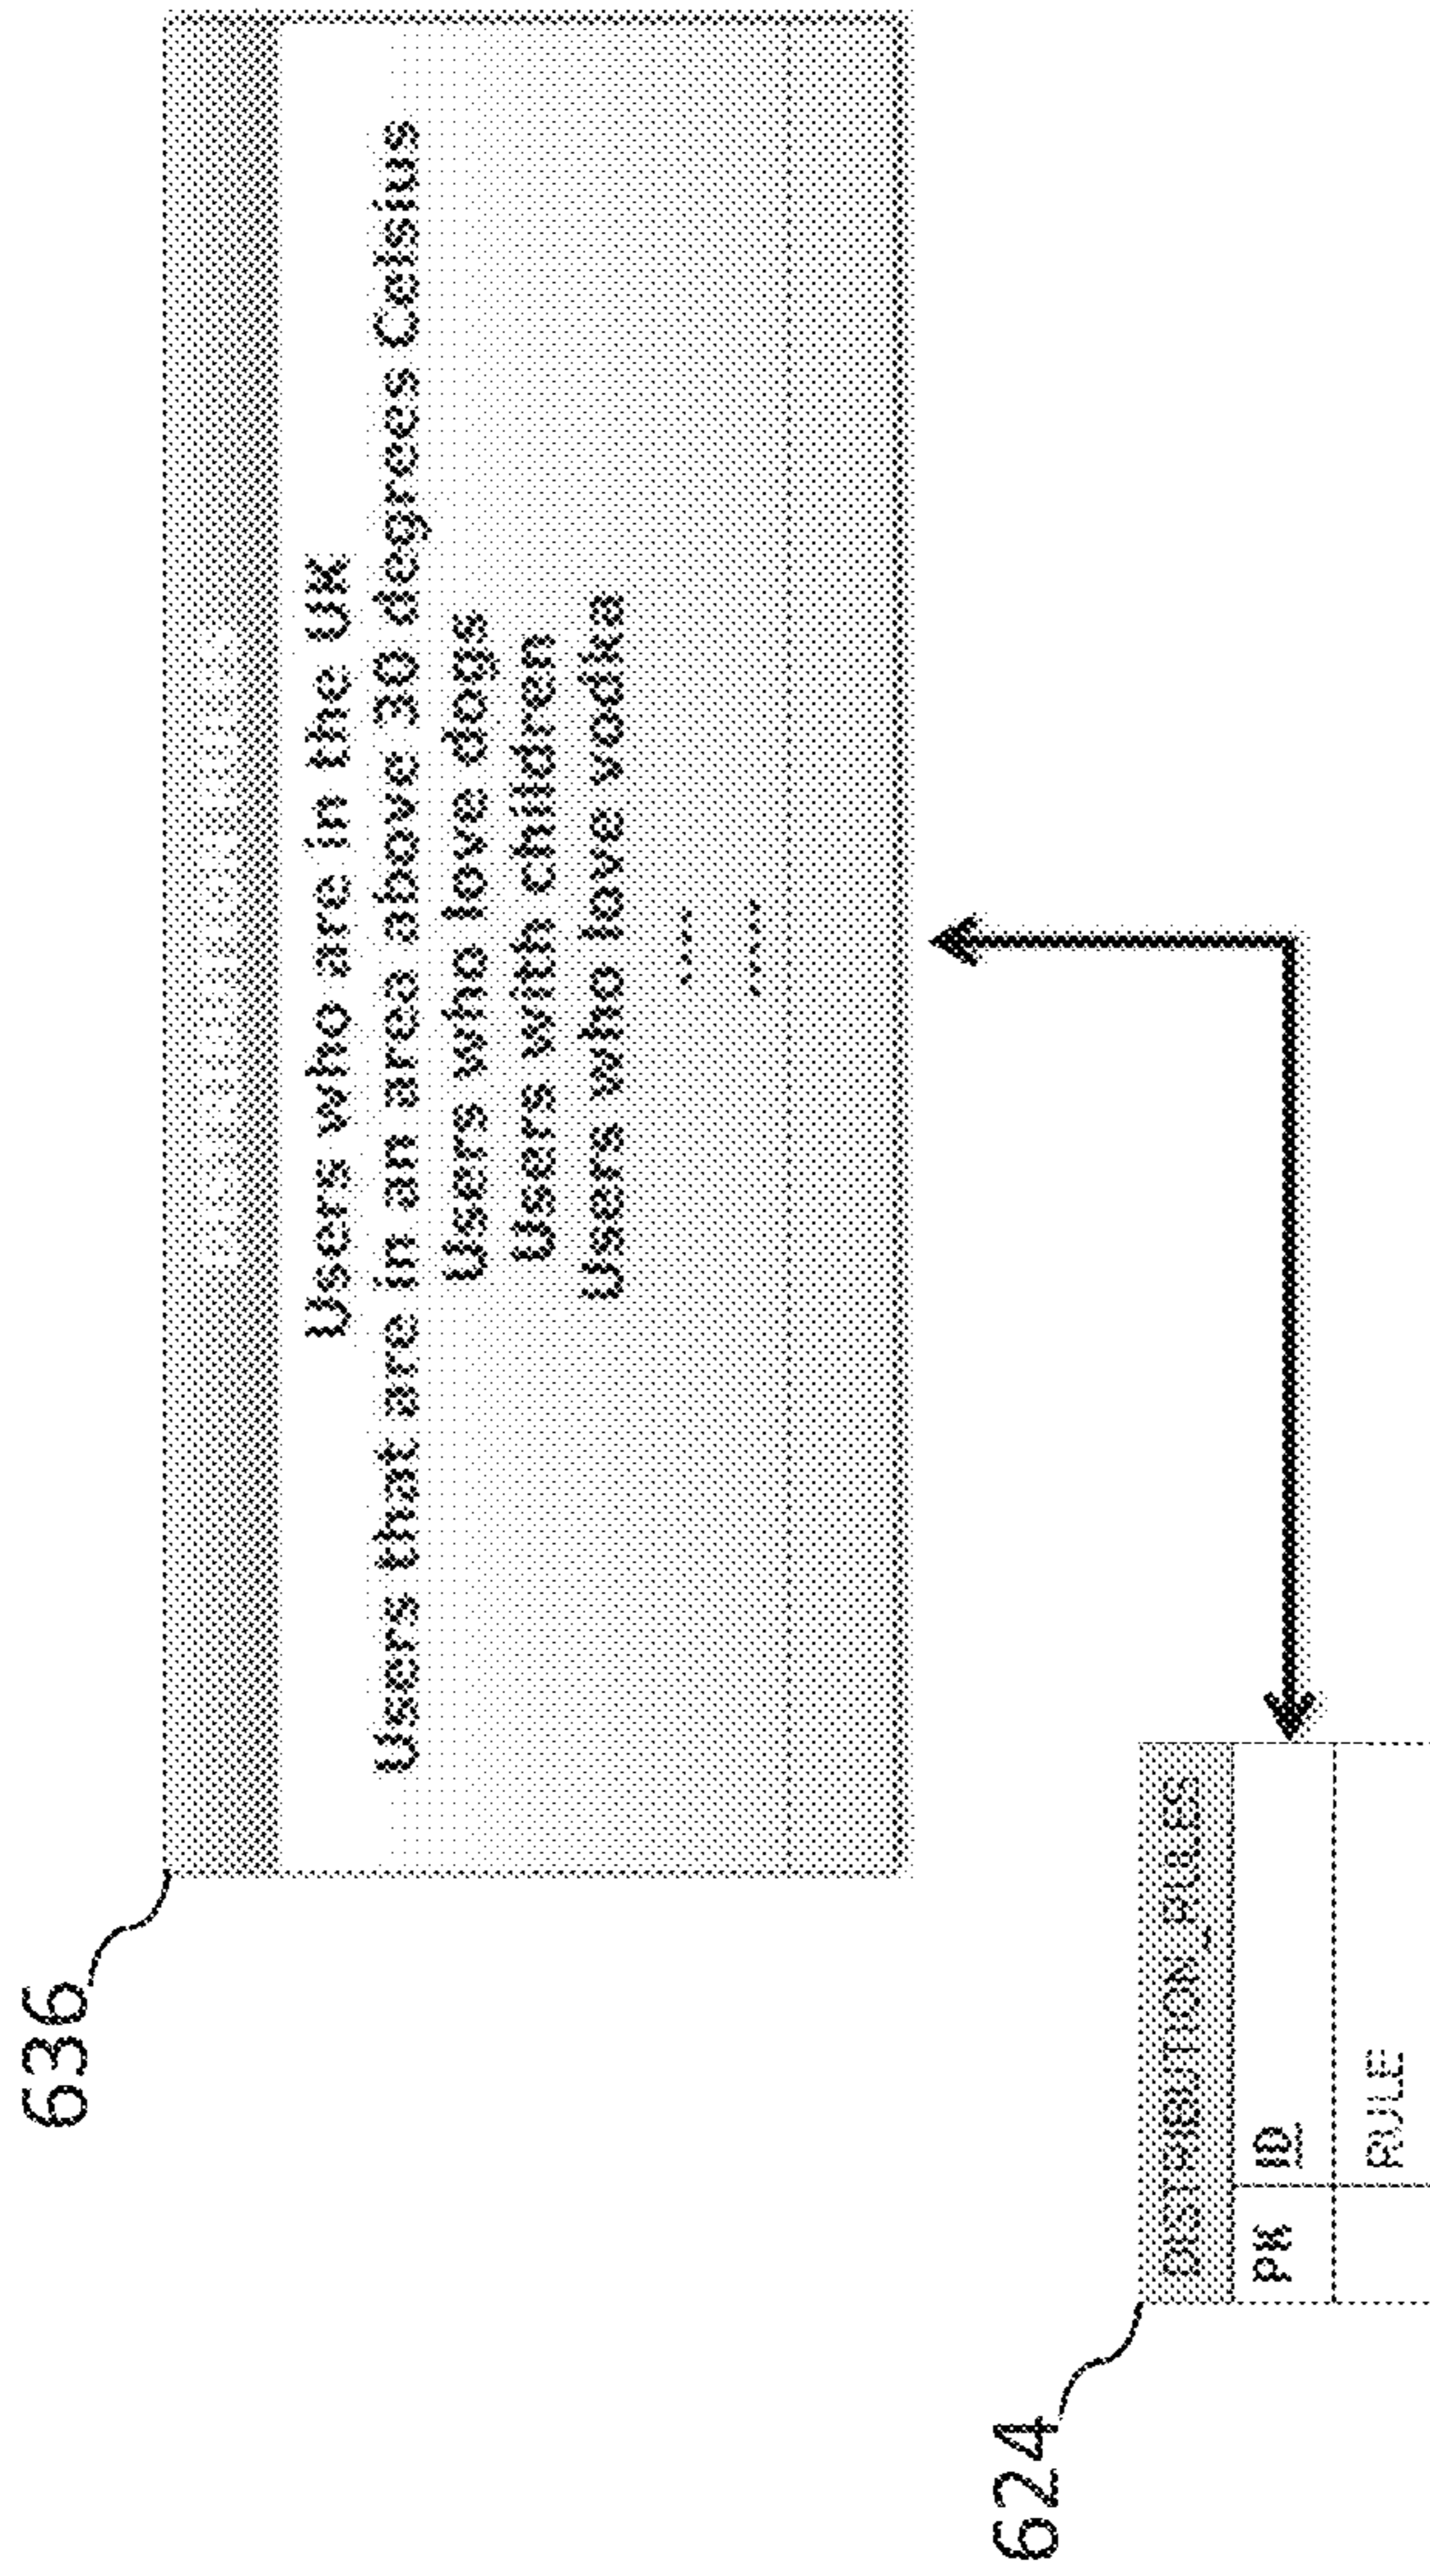 636
Users who are in the UK
Users that are in an area above 30 degrees Celsius
Users who love dogs
Users with children
Users who love vodka
....
.....
624
DISTRIBUTION_RULES
PK ID
RULE